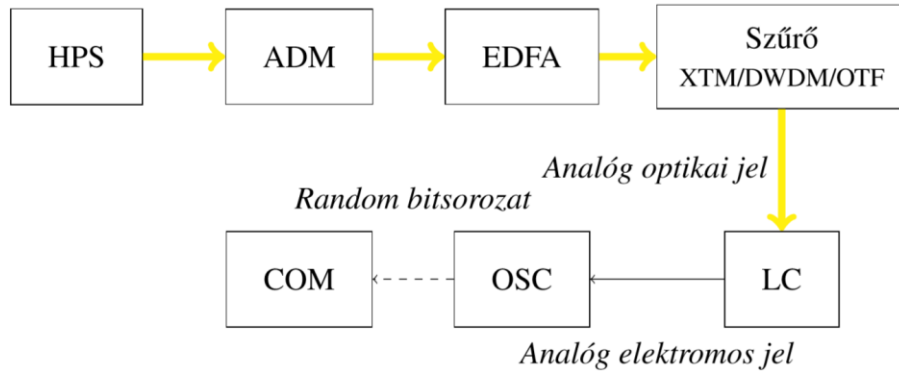 HPS
ADM
EDFA
Szűrő
XTM/DWDM/OTF
Analóg optikai jel
Random bitsorozat
COM
OSC
LC
Analóg elektromos jel